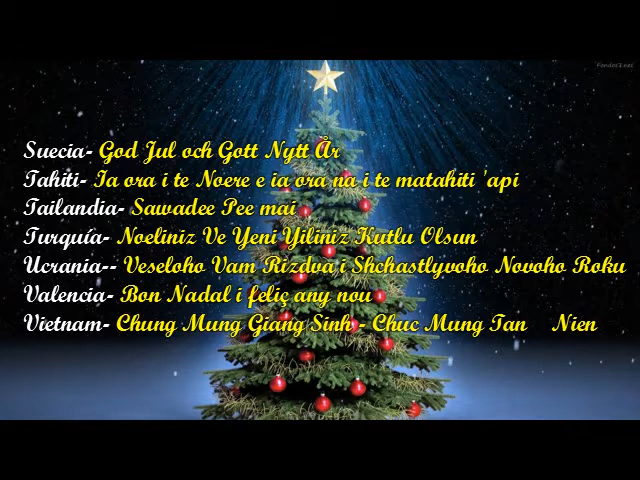 Fondos7.net
Suecia- God Jul och Gott Nytt År
Tahiti- Ia ora i te Noere e ia ora na i te matahiti 'api
Tailandia- Sawadee Pee mai
Turquía- Noeliniz Ve Yeni Yiliniz Kutlu Olsun
Ucrania-- Veseloho Vam Rizdva i Shchastlyvoho Novoho Roku
Valencia- Bon Nadal i feliç any nou
Vietnam- Chung Mung Giang Sinh - Chuc Mung Tan Nien